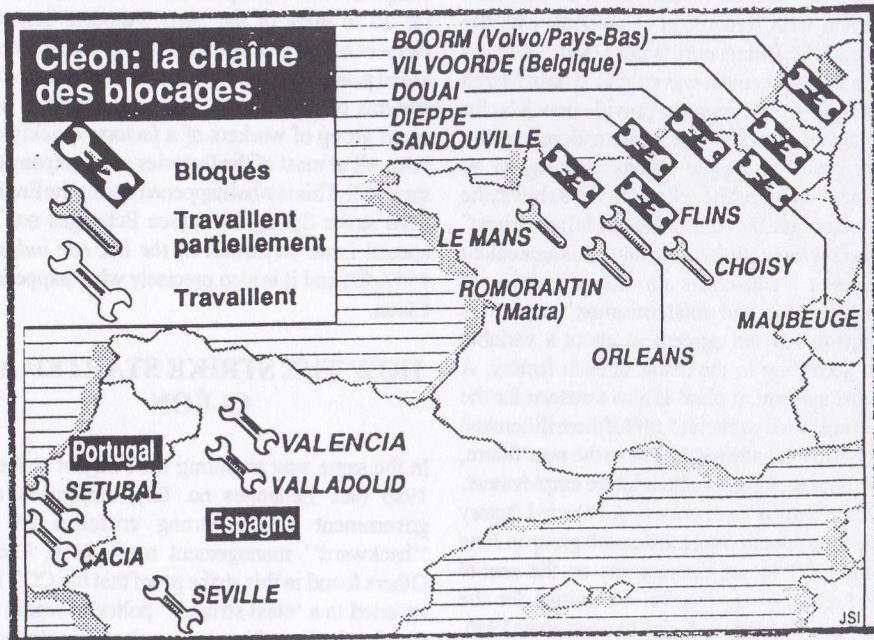 Cléon: la chaîne
des blocages
Bloqués
Travaillent
partiellement
Travaillent
BOORM (Volvo/Pays-Bas)
VILVOORDE (Belgique)
DOUAI
DIEPPE
SANDOUVILLE
LE MANS
FLINS
CHOISY
ROMORANTIN
(Matra)
MAUBEUGE
ORLEANS
Portugal
SETUBAL
CACIA
VALENCIA
VALLADOLID
Espagne
SEVILLE
JSI